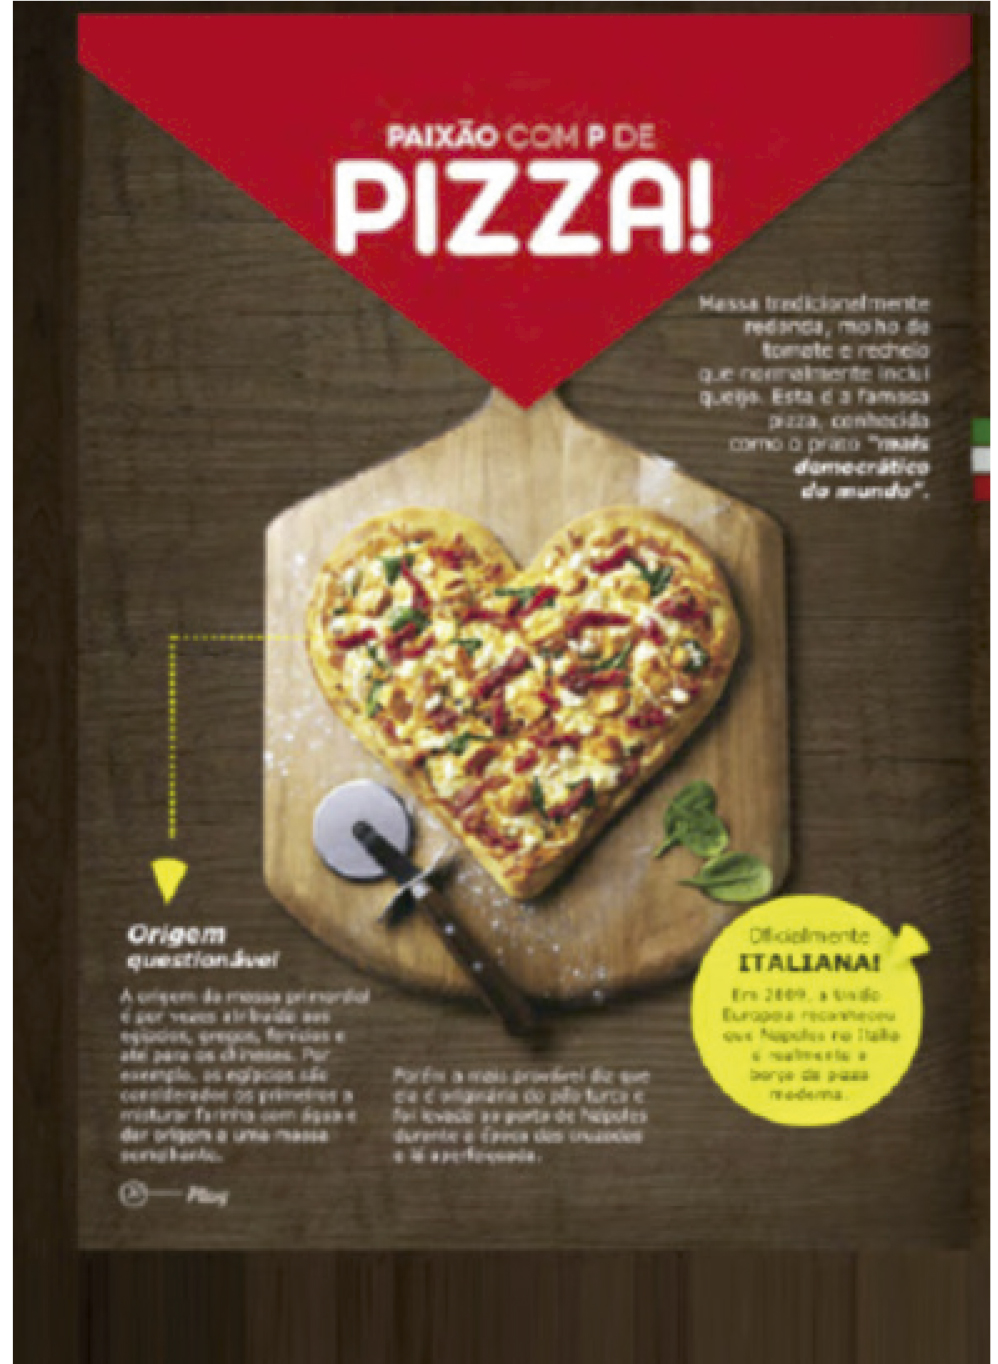 PAIXÃO COM P DE
PIZZA!
Massa tradicionalmente
redonda, molho de
tomate e recheio
que normalmente inclui
queijo. Esta é a famosa
pizza, conhecida
como o prato "mais
democrático
do mundo".
Origem
questionável
A origem da massa primordial
é por vezes atribuída aos
egípcios, gregos, fenícios e
até para os chineses. Por
exemplo, os egípcios são
considerados os primeiros a
misturar farinha com água e
dar origem a uma massa
semelhante.
Porém a mais provável diz que
ela é originária do pão turco e
foi levada ao porto de Nápoles
durante a época das cruzadas
e lá aperfeiçoada.
Oficialmente
ITALIANA!
Em 2009, a União
Europeia reconheceu
que Nápoles na Itália
é realmente o
berço da pizza
moderna.